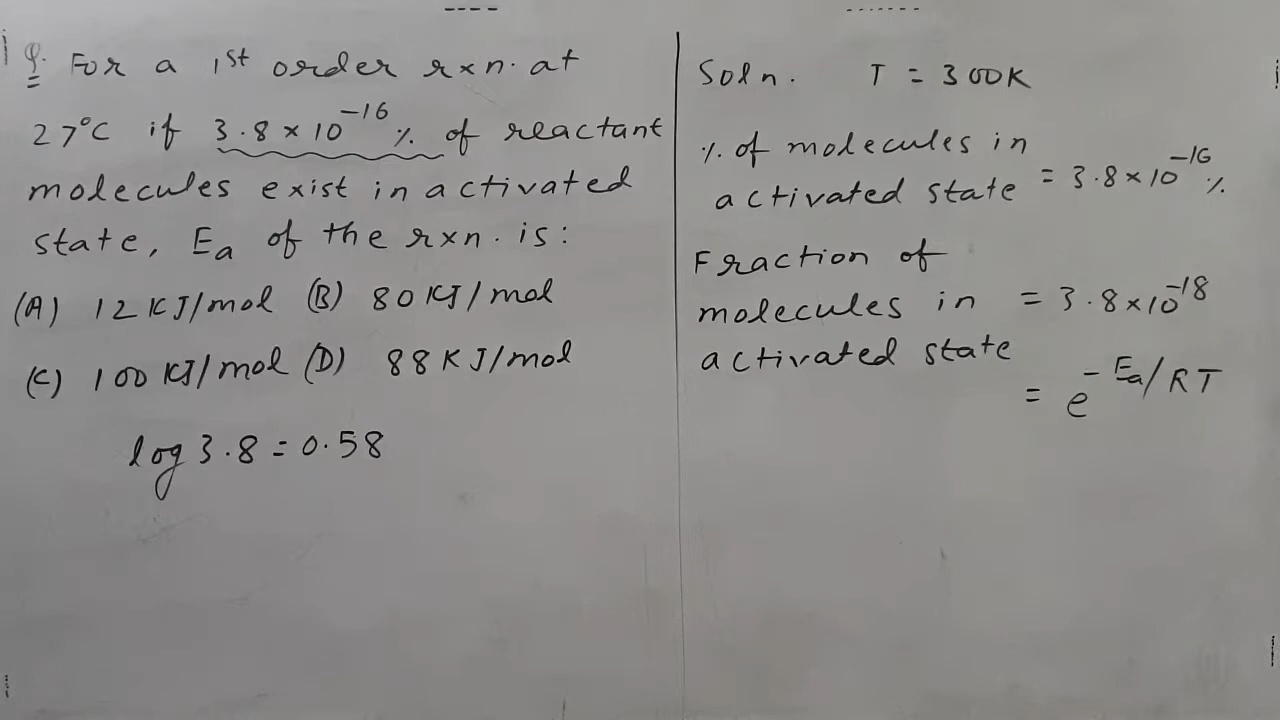 Q. For a 1st order rxn. at
27°C if 3.8 × 10^-16 % of reactant
molecules exist in activated
state, Ea of the rxn. is:
(A) 12 KJ/mol (B) 80 KJ/mol
(C) 100 KJ/mol (D) 88 KJ/mol
log 3.8 = 0.58
Soln. T = 300K
% of molecules in
activated state = 3.8 × 10^-16 %
Fraction of
molecules in = 3.8 × 10^-18
activated state
= e^-Ea/RT